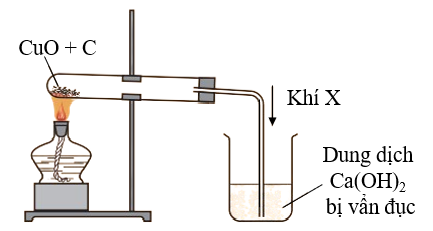 CuO + C
Khí X
Dung dịch
Ca(OH)₂
bị vẩn đục